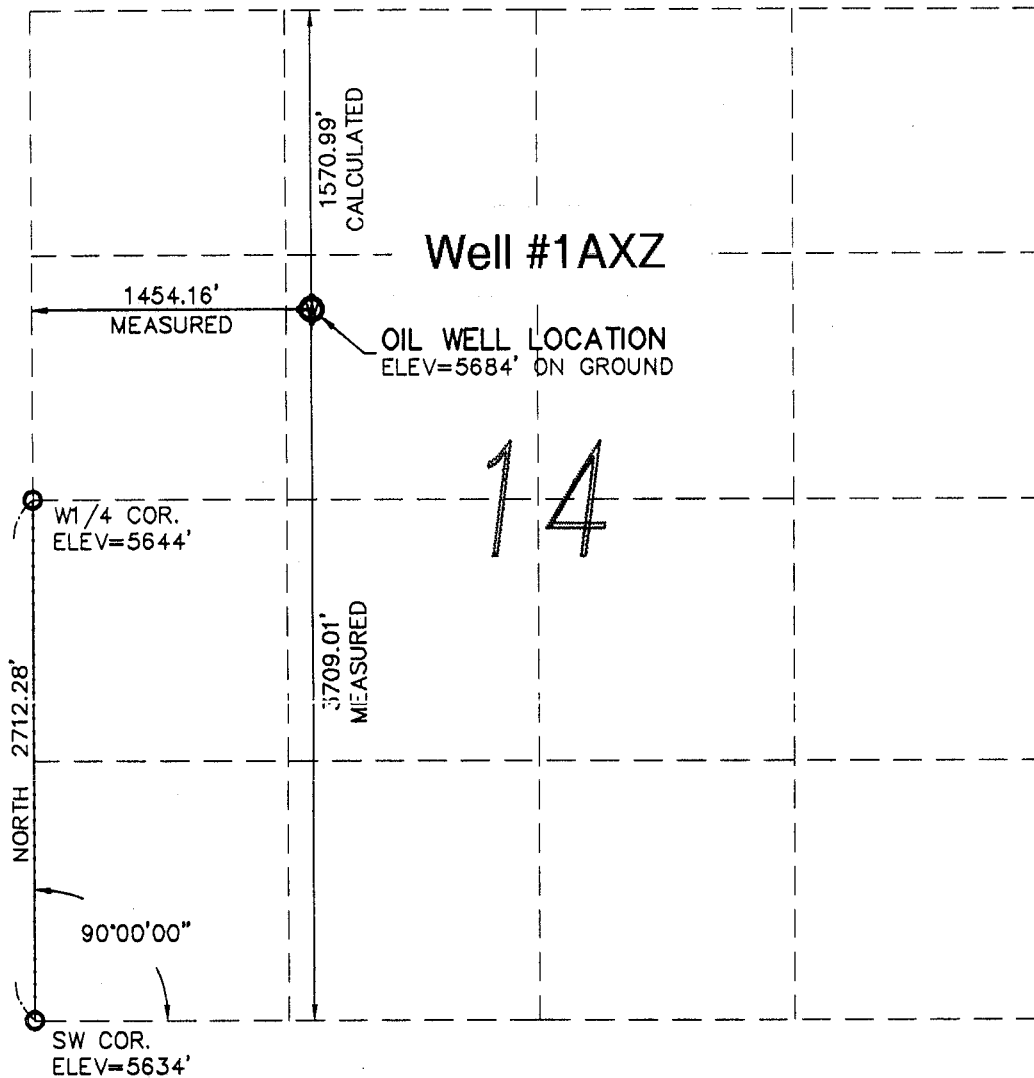 1570.99'
CALCULATED
Well #1AXZ
1454.16'
MEASURED
OIL WELL LOCATION
ELEV=5684' ON GROUND
14
W1/4 COR.
ELEV=5644'
3709.01'
MEASURED
NORTH 2712.28'
90°00'00"
SW COR.
ELEV=5634'